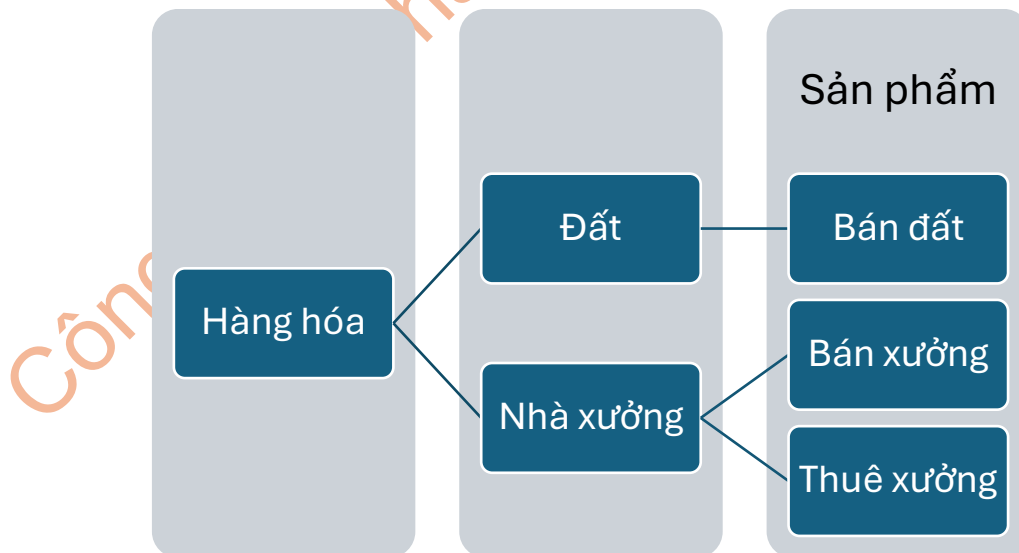 Sản phẩm
Đất
Bán đất
Hàng hóa
Bán xưởng
Nhà xưởng
Thuê xưởng